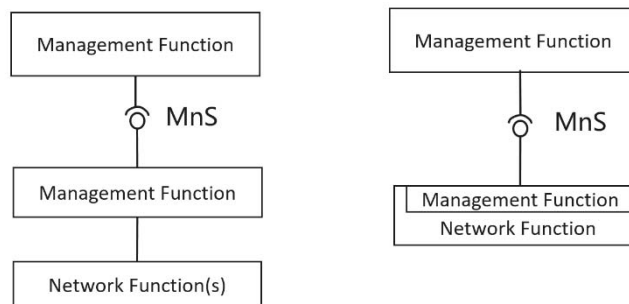 Management Function
MnS
Management Function
Network Function(s)
Management Function
MnS
Management Function
Network Function